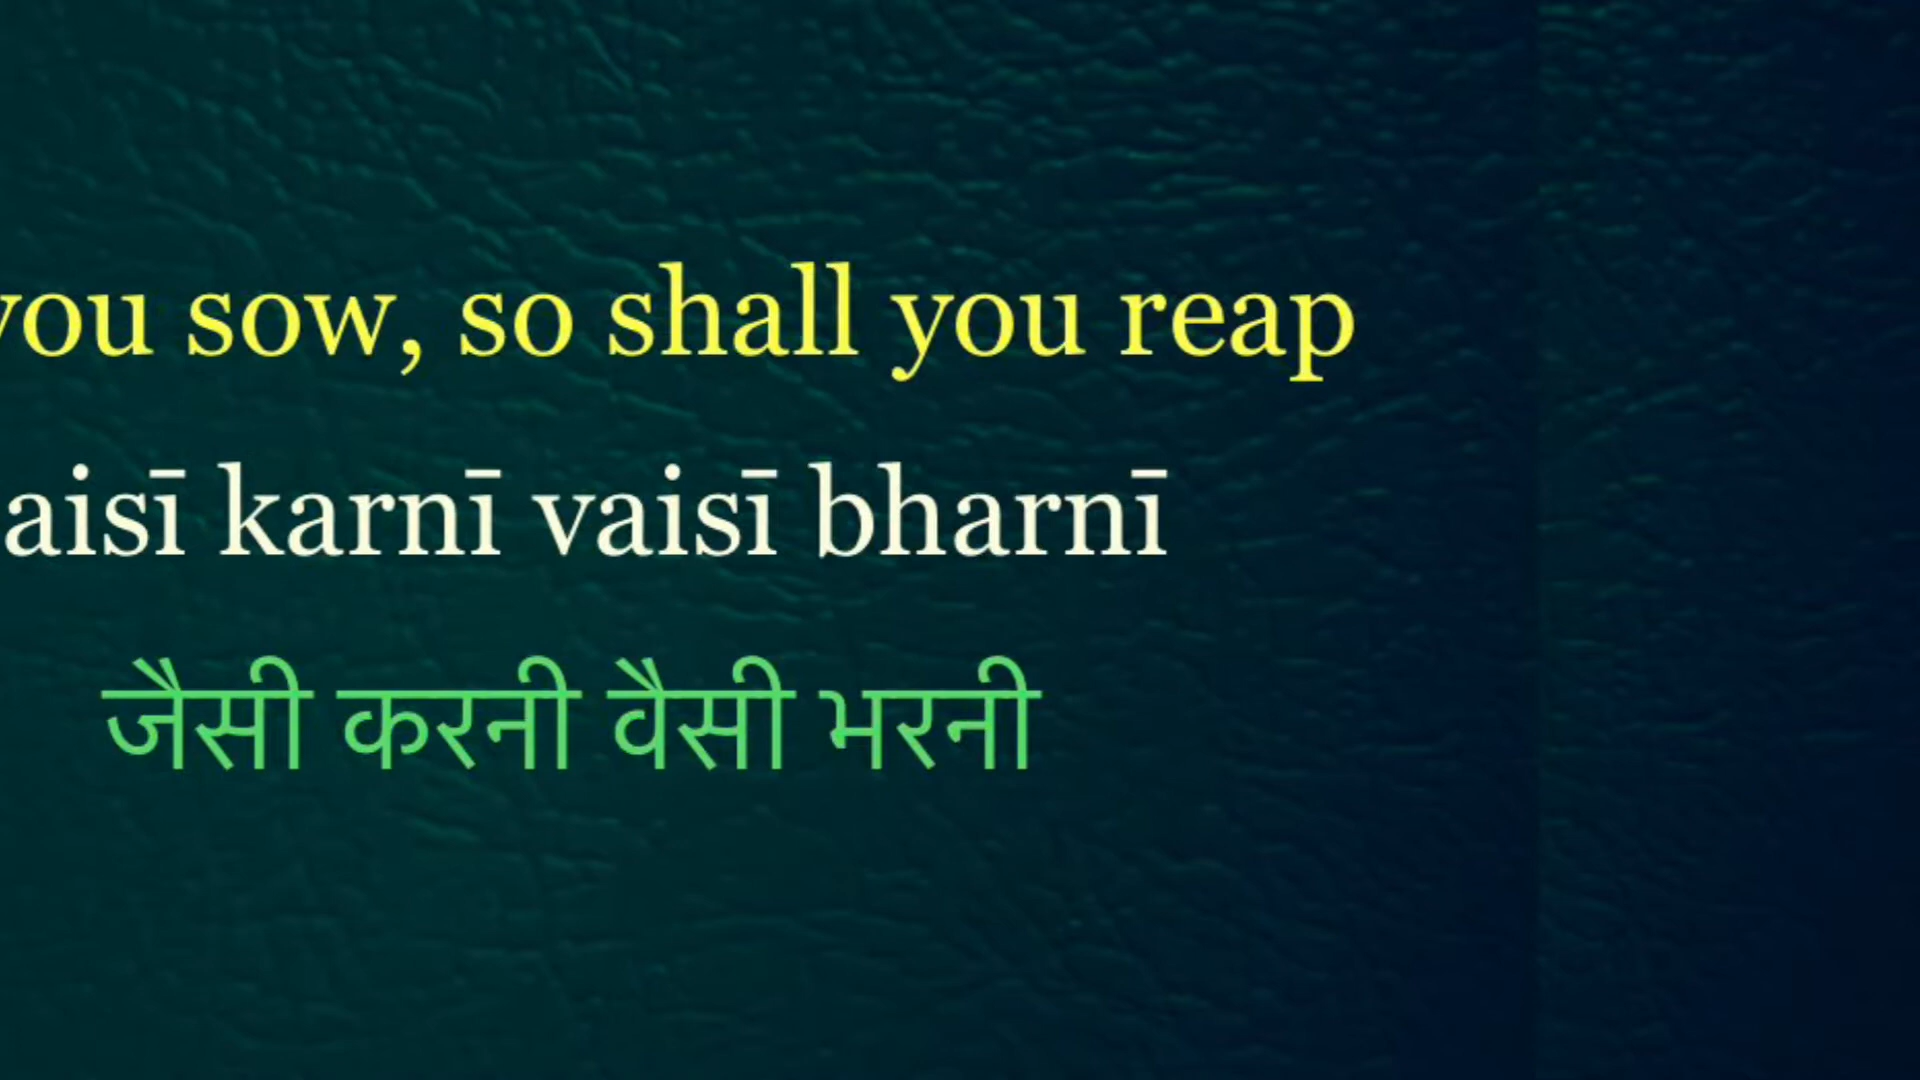 you sow, so shall you reap
aisī karnī vaisī bharnī
जैसी करनी वैसी भरनी